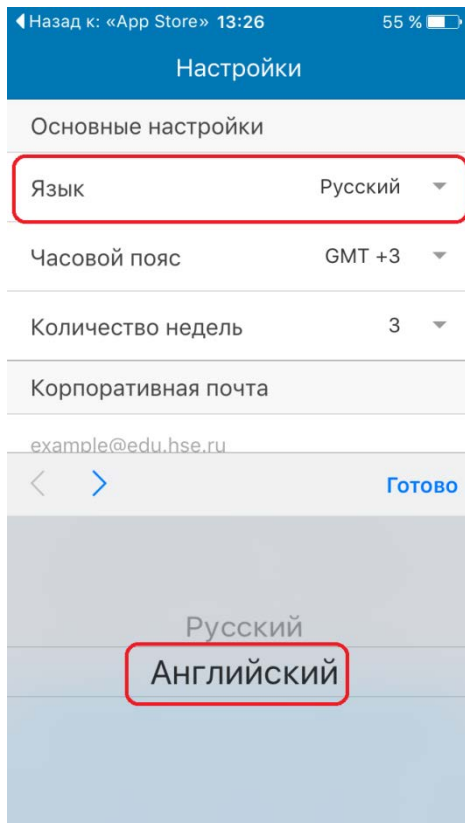 Назад к: «App Store» 13:26 55 %
Настройки
Основные настройки
Язык Русский
Часовой пояс GMT +3
Количество недель 3
Корпоративная почта
example@edu.hse.ru
Готово
Русский
Английский